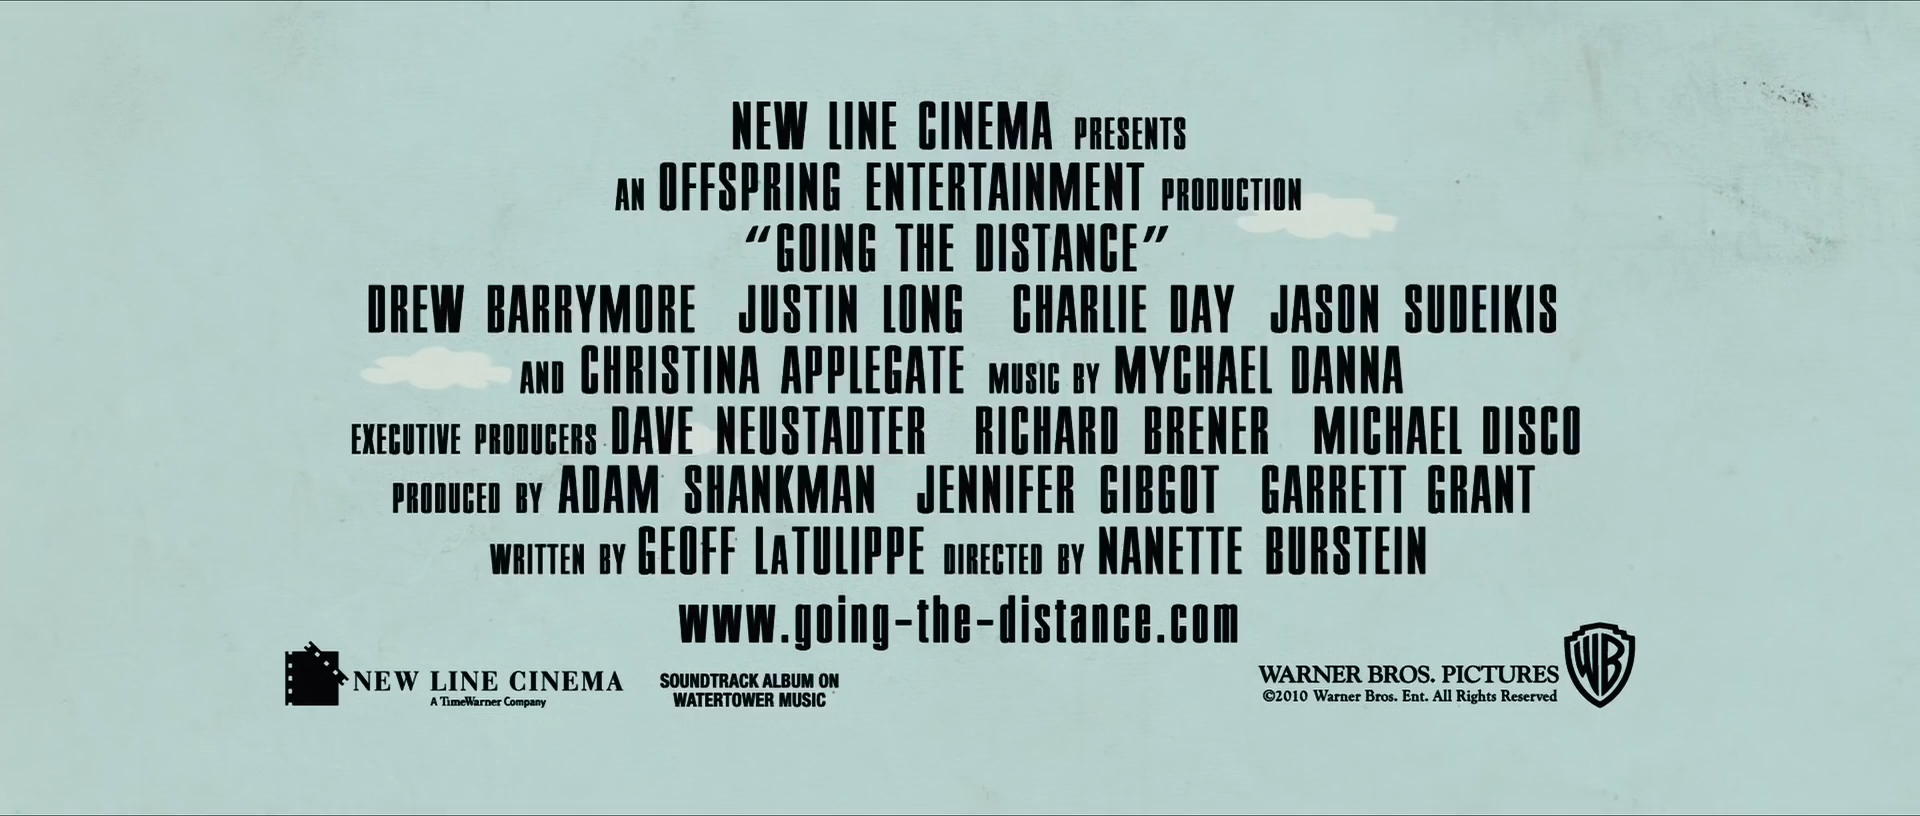 NEW LINE CINEMA PRESENTS
AN OFFSPRING ENTERTAINMENT PRODUCTION
“GOING THE DISTANCE”
DREW BARRYMORE JUSTIN LONG CHARLIE DAY JASON SUDEIKIS
AND CHRISTINA APPLEGATE MUSIC BY MYCHAEL DANNA
EXECUTIVE PRODUCERS DAVE NEUSTADTER RICHARD BRENER MICHAEL DISCO
PRODUCED BY ADAM SHANKMAN JENNIFER GIBGOT GARRETT GRANT
WRITTEN BY GEOFF LATULIPPE DIRECTED BY NANETTE BURSTEIN
www.going-the-distance.com
NEW LINE CINEMA
A TimeWarner Company
SOUNDTRACK ALBUM ON
WATERTOWER MUSIC
WARNER BROS. PICTURES
©2010 Warner Bros. Ent. All Rights Reserved
WB